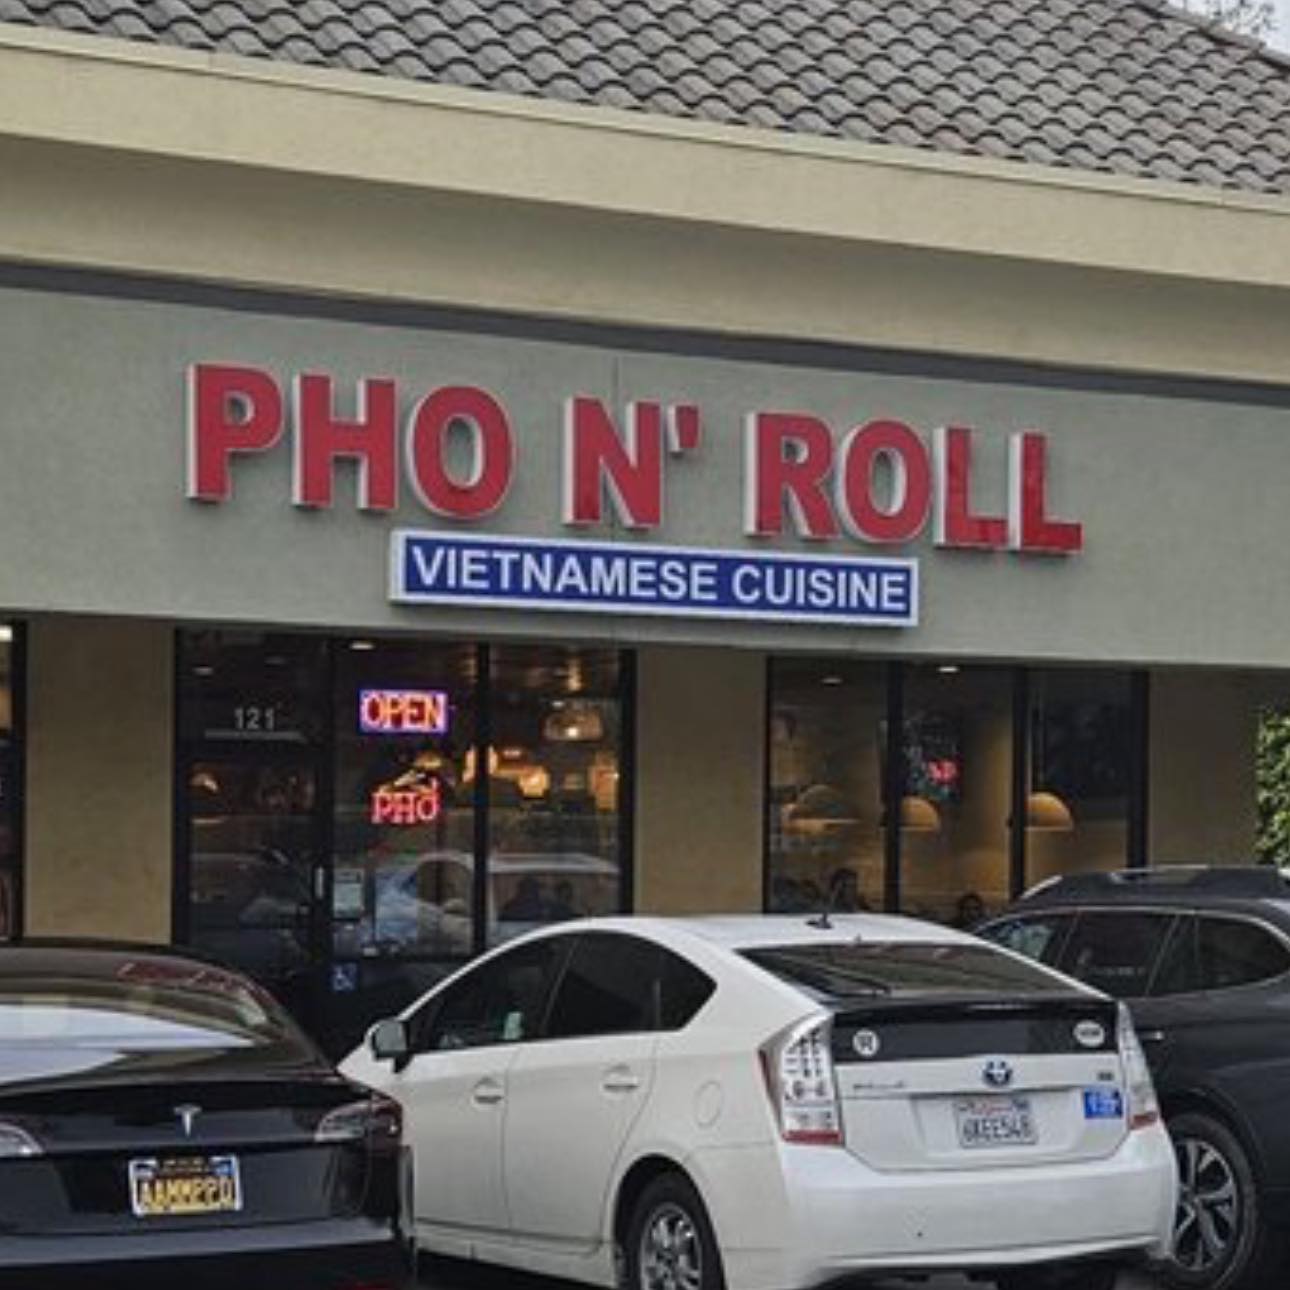 PHO N' ROLL
VIETNAMESE CUISINE
121
OPEN
PHO